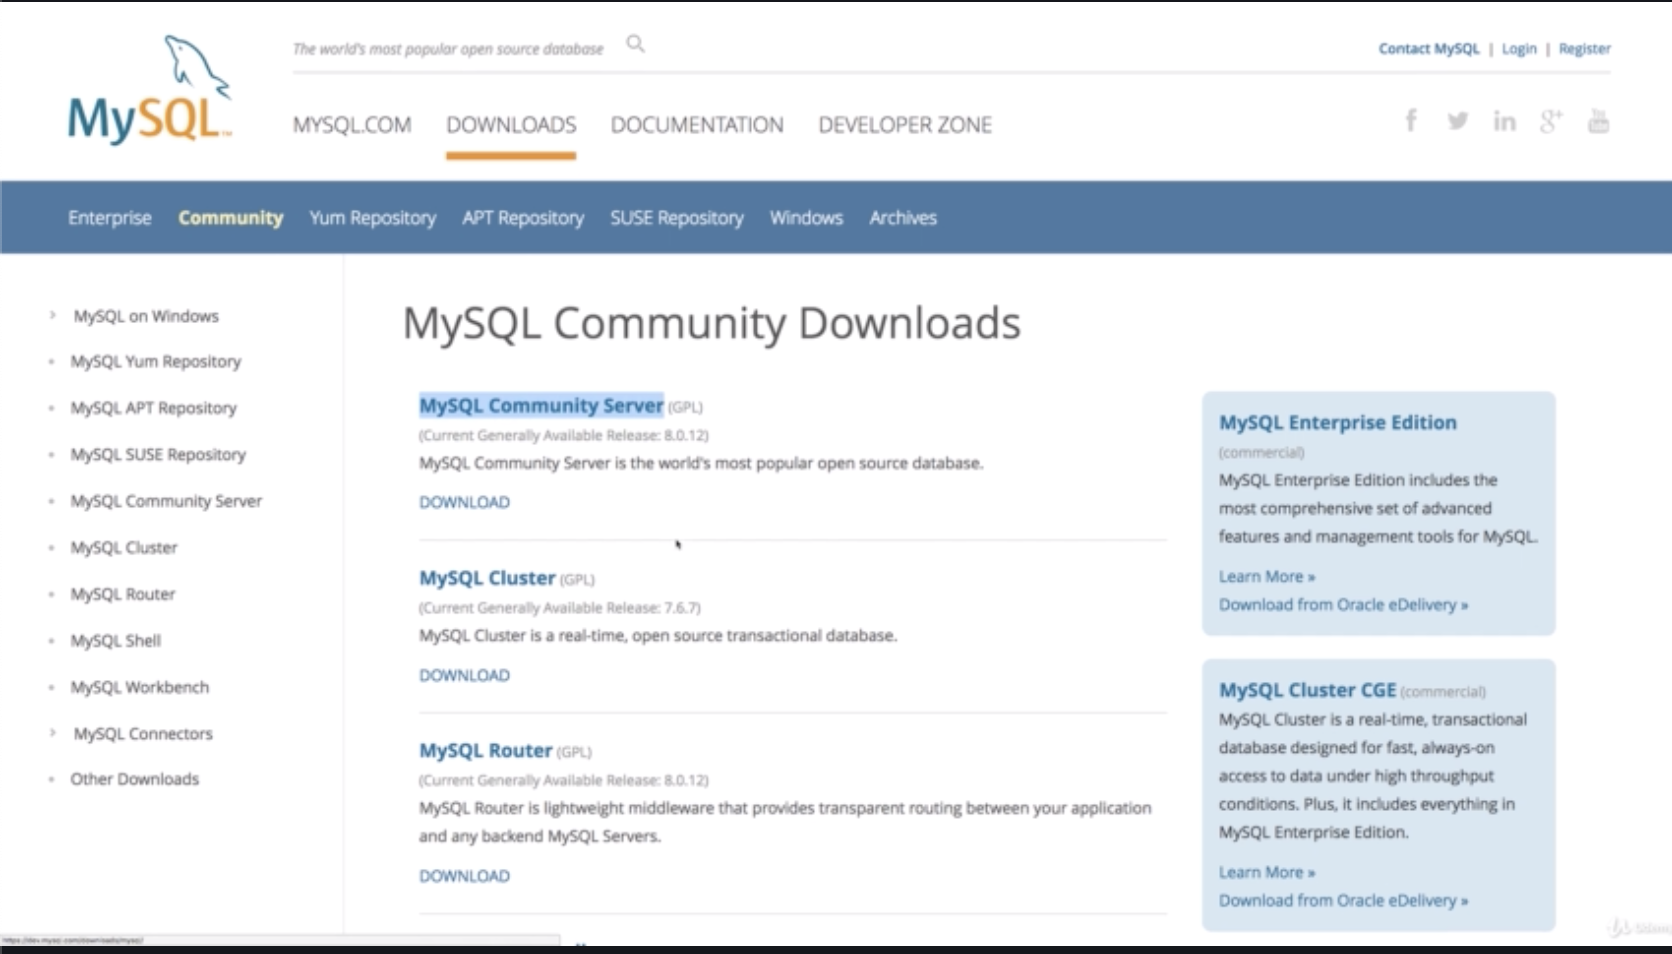 The world's most popular open source database
Contact MySQL | Login | Register
MySQL™
MYSQL.COM DOWNLOADS DOCUMENTATION DEVELOPER ZONE
Enterprise Community Yum Repository APT Repository SUSE Repository Windows Archives
MySQL on Windows
MySQL Yum Repository
MySQL APT Repository
MySQL SUSE Repository
MySQL Community Server
MySQL Cluster
MySQL Router
MySQL Shell
MySQL Workbench
MySQL Connectors
Other Downloads
MySQL Community Downloads
MySQL Community Server (GPL)
(Current Generally Available Release: 8.0.12)
MySQL Community Server is the world's most popular open source database.
DOWNLOAD
MySQL Cluster (GPL)
(Current Generally Available Release: 7.6.7)
MySQL Cluster is a real-time, open source transactional database.
DOWNLOAD
MySQL Router (GPL)
(Current Generally Available Release: 8.0.12)
MySQL Router is lightweight middleware that provides transparent routing between your application
and any backend MySQL Servers.
DOWNLOAD
MySQL Enterprise Edition
(commercial)
MySQL Enterprise Edition includes the
most comprehensive set of advanced
features and management tools for MySQL.
Learn More »
Download from Oracle eDelivery »
MySQL Cluster CGE (commercial)
MySQL Cluster is a real-time, transactional
database designed for fast, always-on
access to data under high throughput
conditions. Plus, it includes everything in
MySQL Enterprise Edition.
Learn More »
Download from Oracle eDelivery »
https://dev.mysql.com/downloads/mysql/